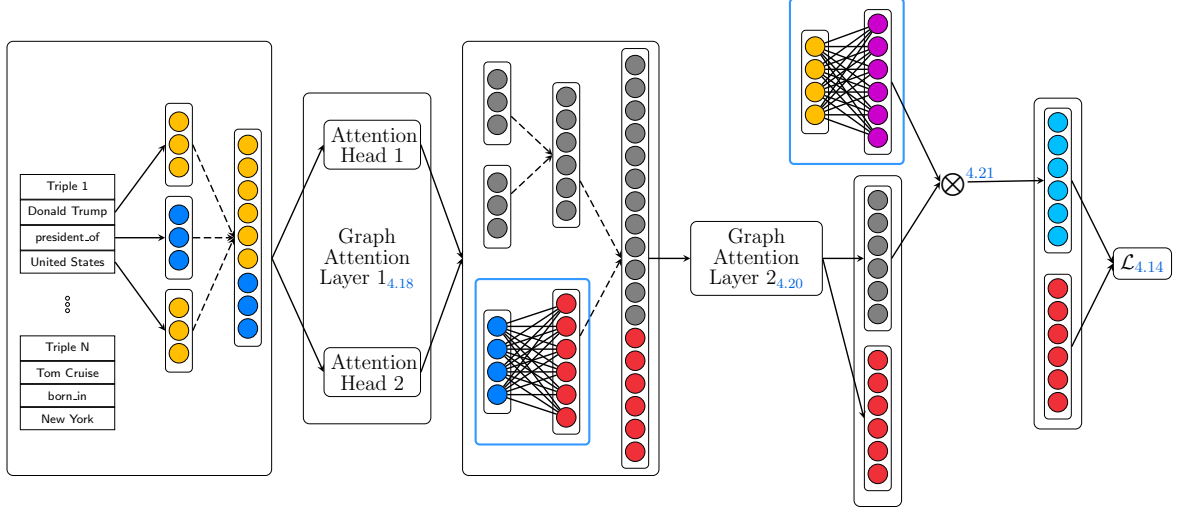 Triple 1
Donald Trump
president_of
United States
Triple N
Tom Cruise
born_in
New York
Attention
Head 1
Graph
Attention
Layer 1 4.18
Attention
Head 2
Graph
Attention
Layer 2 4.20
4.21
ℒ4.14